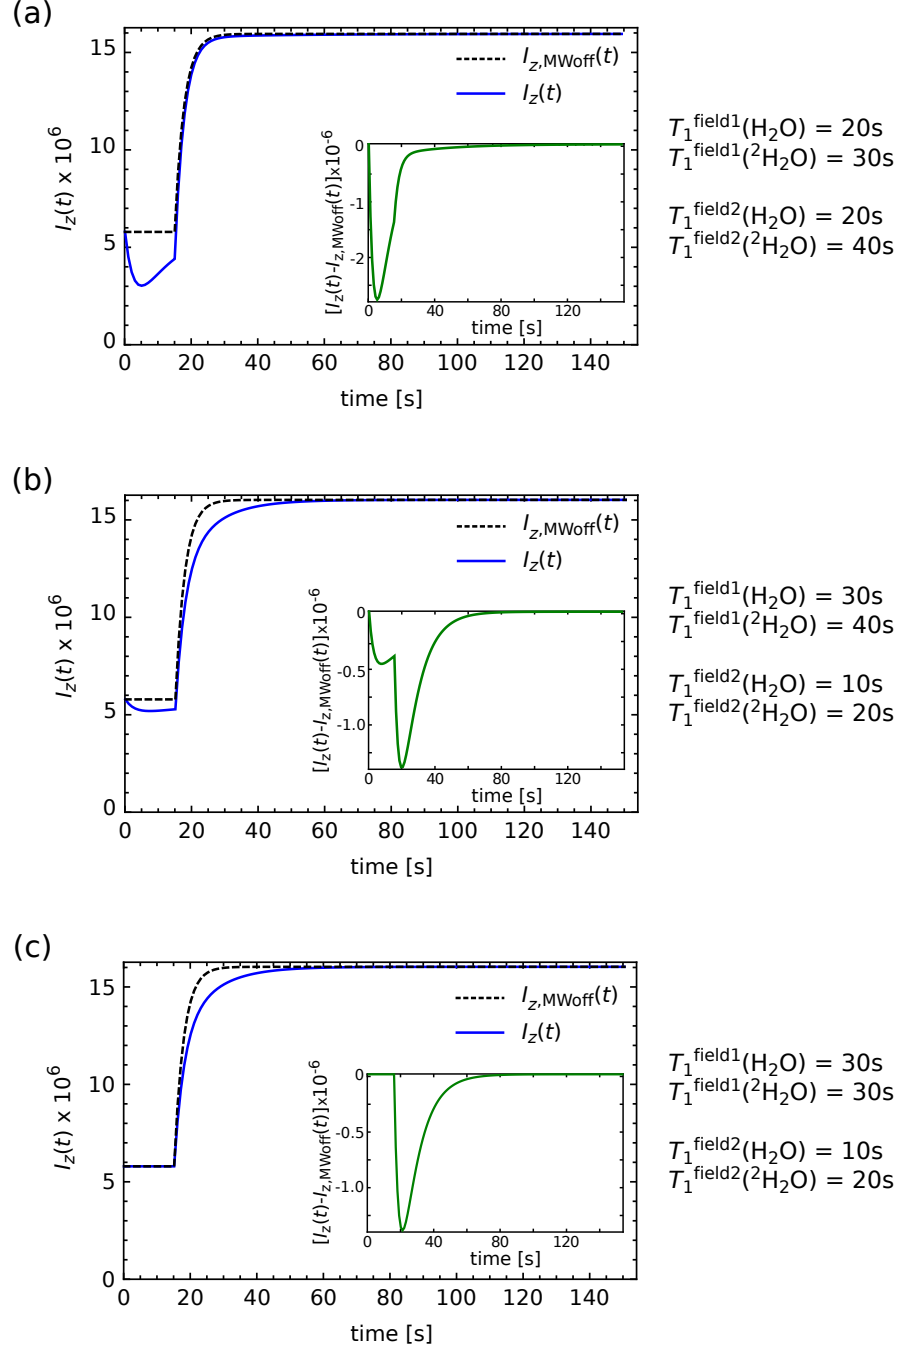 (a)
I_z,MWoff(t)
I_z(t)
I_z(t) x 10^6
15
10
5
0
0 20 40 60 80 100 120 140
time [s]
[I_z(t)-I_z,MWoff(t)]x10^-6
0
-1
-2
0 40 80 120
time [s]
T_1^field1(H_2O) = 20s
T_1^field1(^2H_2O) = 30s
T_1^field2(H_2O) = 20s
T_1^field2(^2H_2O) = 40s
(b)
I_z,MWoff(t)
I_z(t)
I_z(t) x 10^6
15
10
5
0
0 20 40 60 80 100 120 140
time [s]
[I_z(t)-I_z,MWoff(t)]x10^-6
0
-0.5
-1.0
0 40 80 120
time [s]
T_1^field1(H_2O) = 30s
T_1^field1(^2H_2O) = 40s
T_1^field2(H_2O) = 10s
T_1^field2(^2H_2O) = 20s
(c)
I_z,MWoff(t)
I_z(t)
I_z(t) x 10^6
15
10
5
0
0 20 40 60 80 100 120 140
time [s]
[I_z(t)-I_z,MWoff(t)]x10^-6
0
-0.5
-1.0
0 40 80 120
time [s]
T_1^field1(H_2O) = 30s
T_1^field1(^2H_2O) = 30s
T_1^field2(H_2O) = 10s
T_1^field2(^2H_2O) = 20s